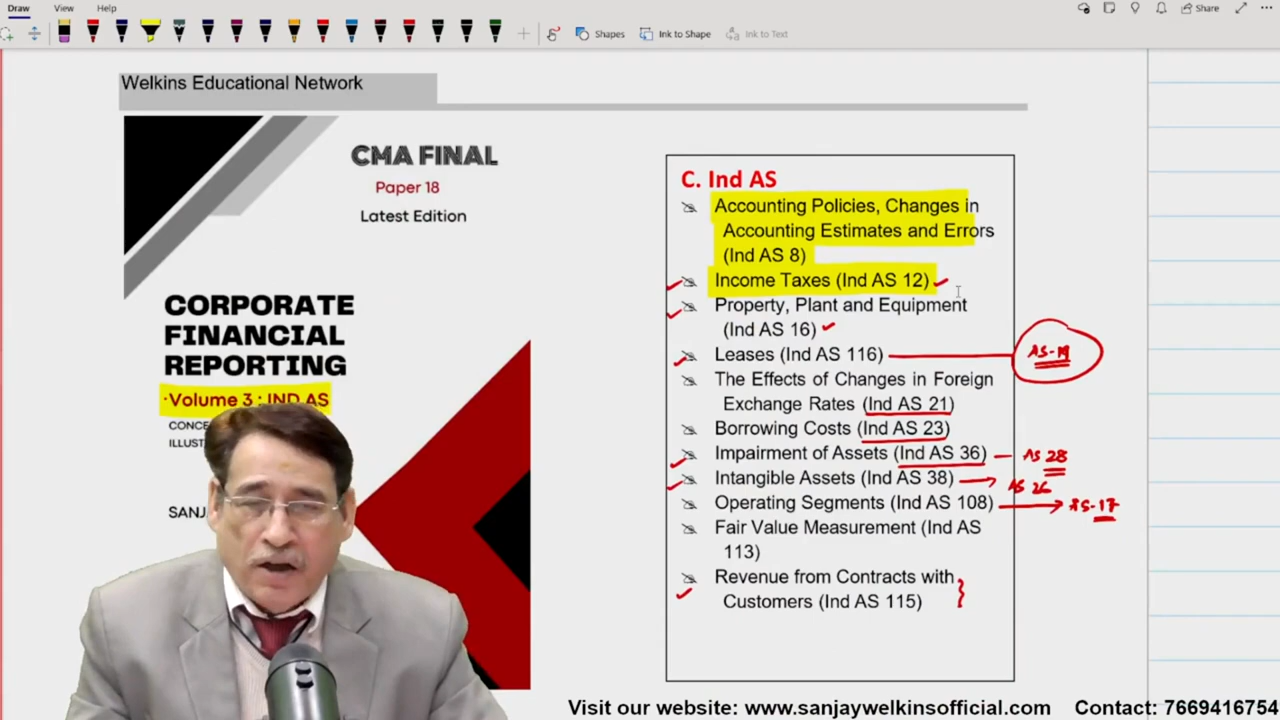 Draw View Help
Share
Shapes Ink to Shape Ink to Text
Welkins Educational Network
CMA FINAL
Paper 18
Latest Edition
CORPORATE
FINANCIAL
REPORTING
Volume 3 : IND AS
CONCE
ILLUST
SANJ
C. Ind AS
Accounting Policies, Changes in
Accounting Estimates and Errors
(Ind AS 8)
Income Taxes (Ind AS 12)
Property, Plant and Equipment
(Ind AS 16)
Leases (Ind AS 116) AS-19
The Effects of Changes in Foreign
Exchange Rates (Ind AS 21)
Borrowing Costs (Ind AS 23)
Impairment of Assets (Ind AS 36) AS 28
Intangible Assets (Ind AS 38) AS 26
Operating Segments (Ind AS 108) AS-17
Fair Value Measurement (Ind AS
113)
Revenue from Contracts with
Customers (Ind AS 115)
Visit our website: www.sanjaywelkinsofficial.com Contact: 7669416754